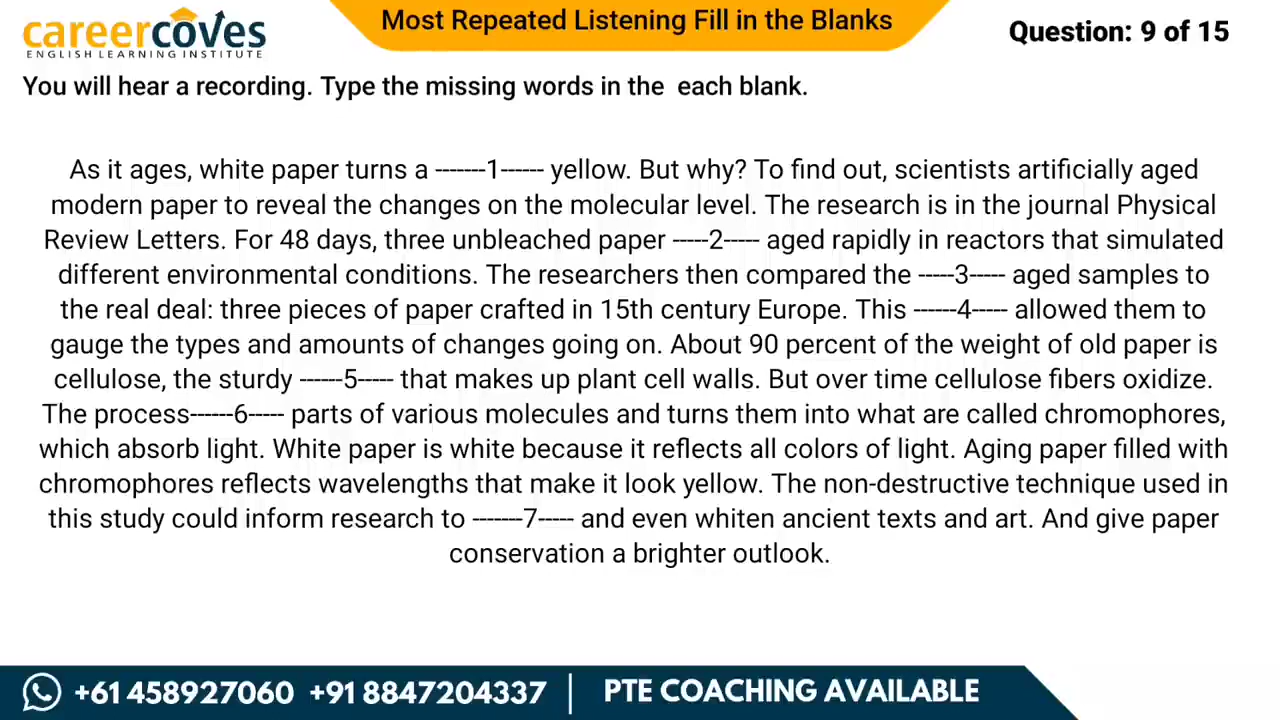 careercoves
ENGLISH LEARNING INSTITUTE
Most Repeated Listening Fill in the Blanks
Question: 9 of 15
You will hear a recording. Type the missing words in the  each blank.
As it ages, white paper turns a -------1------ yellow. But why? To find out, scientists artificially aged
modern paper to reveal the changes on the molecular level. The research is in the journal Physical
Review Letters. For 48 days, three unbleached paper -----2----- aged rapidly in reactors that simulated
different environmental conditions. The researchers then compared the -----3----- aged samples to
the real deal: three pieces of paper crafted in 15th century Europe. This ------4----- allowed them to
gauge the types and amounts of changes going on. About 90 percent of the weight of old paper is
cellulose, the sturdy ------5----- that makes up plant cell walls. But over time cellulose fibers oxidize.
The process------6----- parts of various molecules and turns them into what are called chromophores,
which absorb light. White paper is white because it reflects all colors of light. Aging paper filled with
chromophores reflects wavelengths that make it look yellow. The non-destructive technique used in
this study could inform research to -------7----- and even whiten ancient texts and art. And give paper
conservation a brighter outlook.
+61 458927060  +91 8847204337 | PTE COACHING AVAILABLE